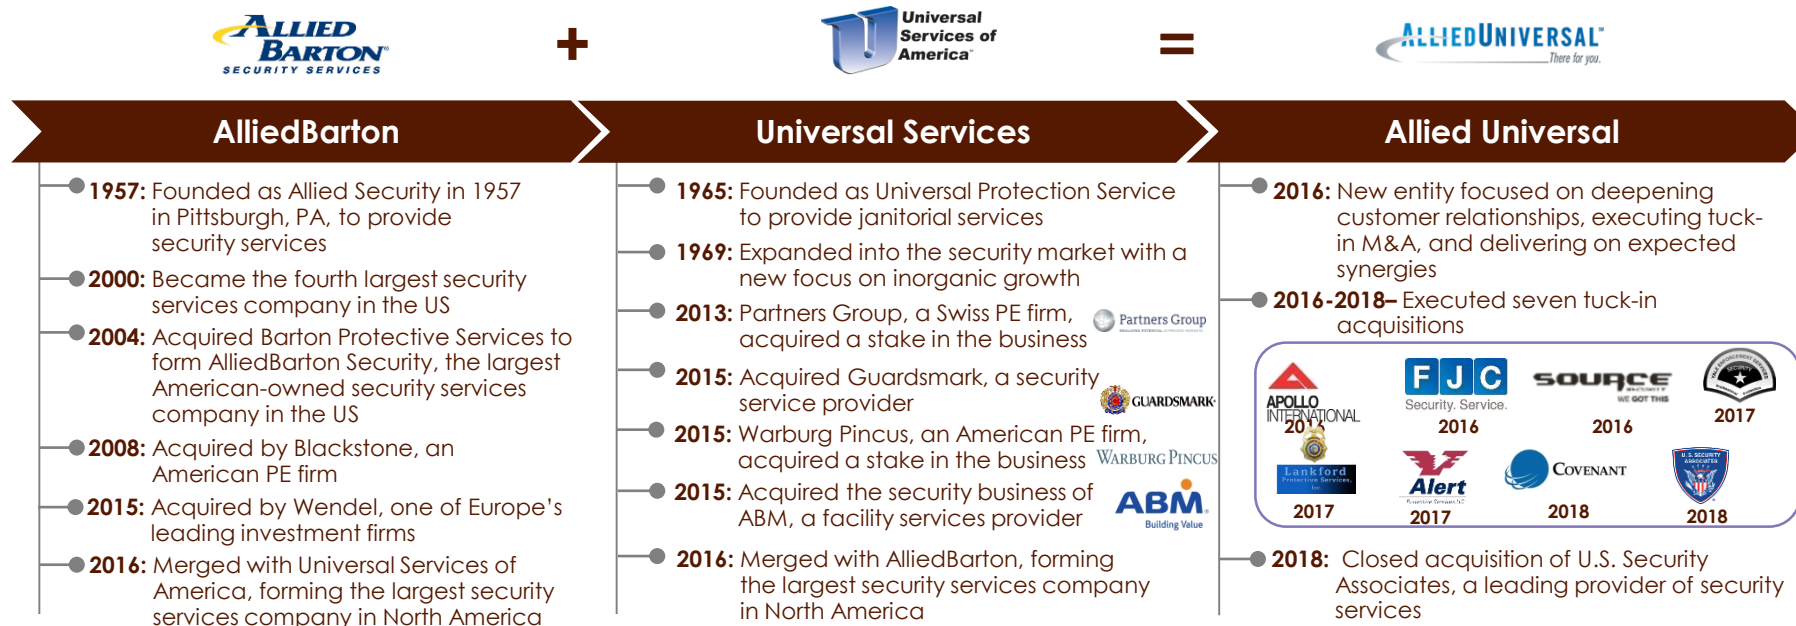 ALLIED
BARTON
SECURITY SERVICES
+
Universal
Services of
America
=
ALLIEDUNIVERSAL™
There for you.
AlliedBarton
Universal Services
Allied Universal
1957: Founded as Allied Security in 1957
in Pittsburgh, PA, to provide
security services
2000: Became the fourth largest security
services company in the US
2004: Acquired Barton Protective Services to
form AlliedBarton Security, the largest
American-owned security services
company in the US
2008: Acquired by Blackstone, an
American PE firm
2015: Acquired by Wendel, one of Europe's
leading investment firms
2016: Merged with Universal Services of
America, forming the largest security
services company in North America
1965: Founded as Universal Protection Service
to provide janitorial services
1969: Expanded into the security market with a
new focus on inorganic growth
2013: Partners Group, a Swiss PE firm,
acquired a stake in the business
Partners Group
2015: Acquired Guardsmark, a security
service provider
GUARDSMARK
2015: Warburg Pincus, an American PE firm,
acquired a stake in the business
WARBURG PINCUS
2015: Acquired the security business of
ABM, a facility services provider
ABM
Building Value
2016: Merged with AlliedBarton, forming
the largest security services company
in North America
2016: New entity focused on deepening
customer relationships, executing tuck-
in M&A, and delivering on expected
synergies
2016-2018– Executed seven tuck-in
acquisitions
APOLLO
INTERNATIONAL
2016
FJC
Security. Service.
2016
SOURCE
SECURITY
WE GOT THIS
2016
SECURITY
2017
Lankford
Protective Services,
Inc.
2017
Alert
2017
COVENANT
2018
U.S. SECURITY
ASSOCIATES
2018
2018: Closed acquisition of U.S. Security
Associates, a leading provider of security
services